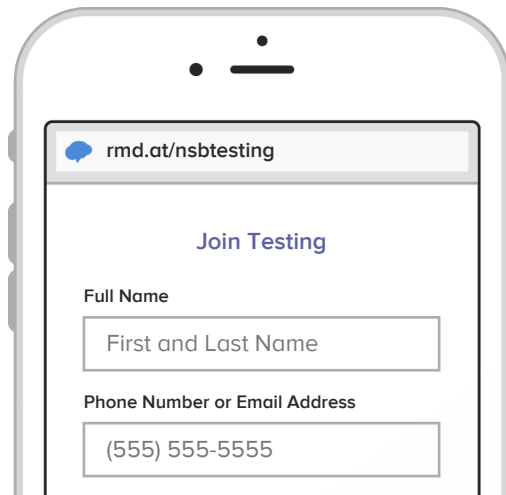 rmd.at/nsbtesting
Join Testing
Full Name
First and Last Name
Phone Number or Email Address
(555) 555-5555